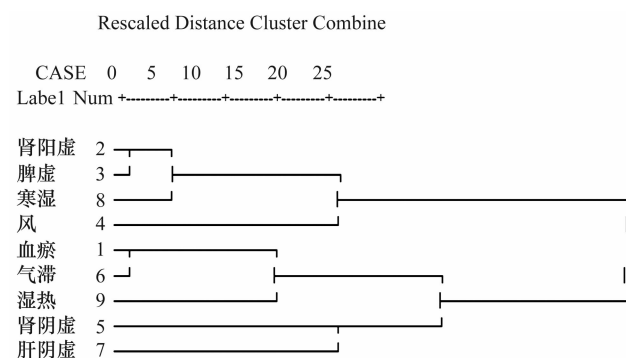 Rescaled Distance Cluster Combine
CASE 0 5 10 15 20 25
Labe1 Num +---------+---------+---------+---------+---------+
肾阳虚 2
脾虚 3
寒湿 8
风 4
血瘀 1
气滞 6
湿热 9
肾阴虚 5
肝阴虚 7